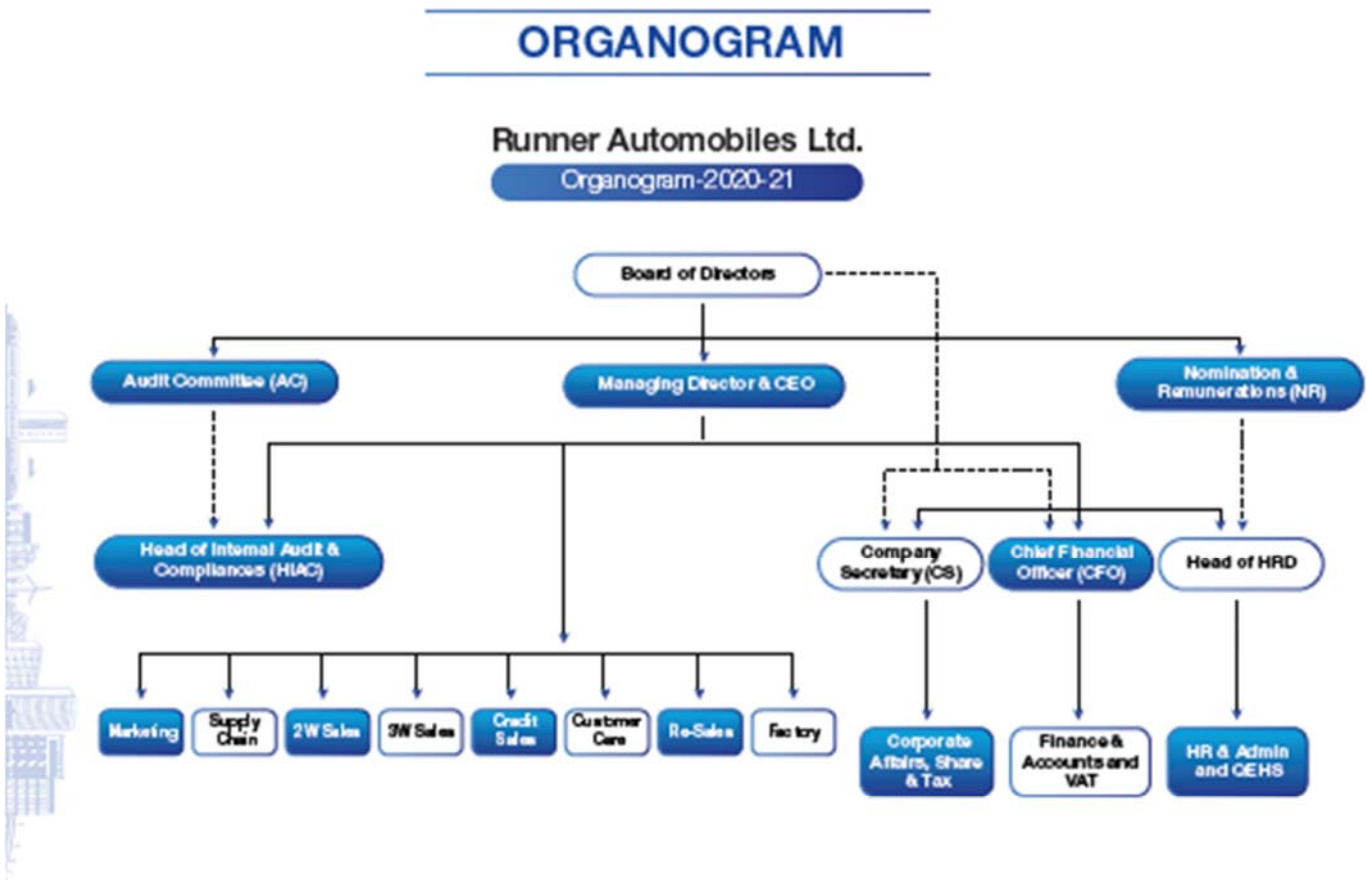 ORGANOGRAM
Runner Automobiles Ltd.
Organogram-2020-21
Board of Directors
Audit Committee (AC)
Managing Director & CEO
Nomination &
Remunerations (NR)
Head of Internal Audit &
Compliances (HIAC)
Company
Secretary (CS)
Chief Financial
Officer (CFO)
Head of HRD
Marketing
Supply
Chain
2W Sales
3W Sales
Credit
Sales
Customer
Care
Re-Sales
Factory
Corporate
Affairs, Share
& Tax
Finance &
Accounts and
VAT
HR & Admin
and QEHS